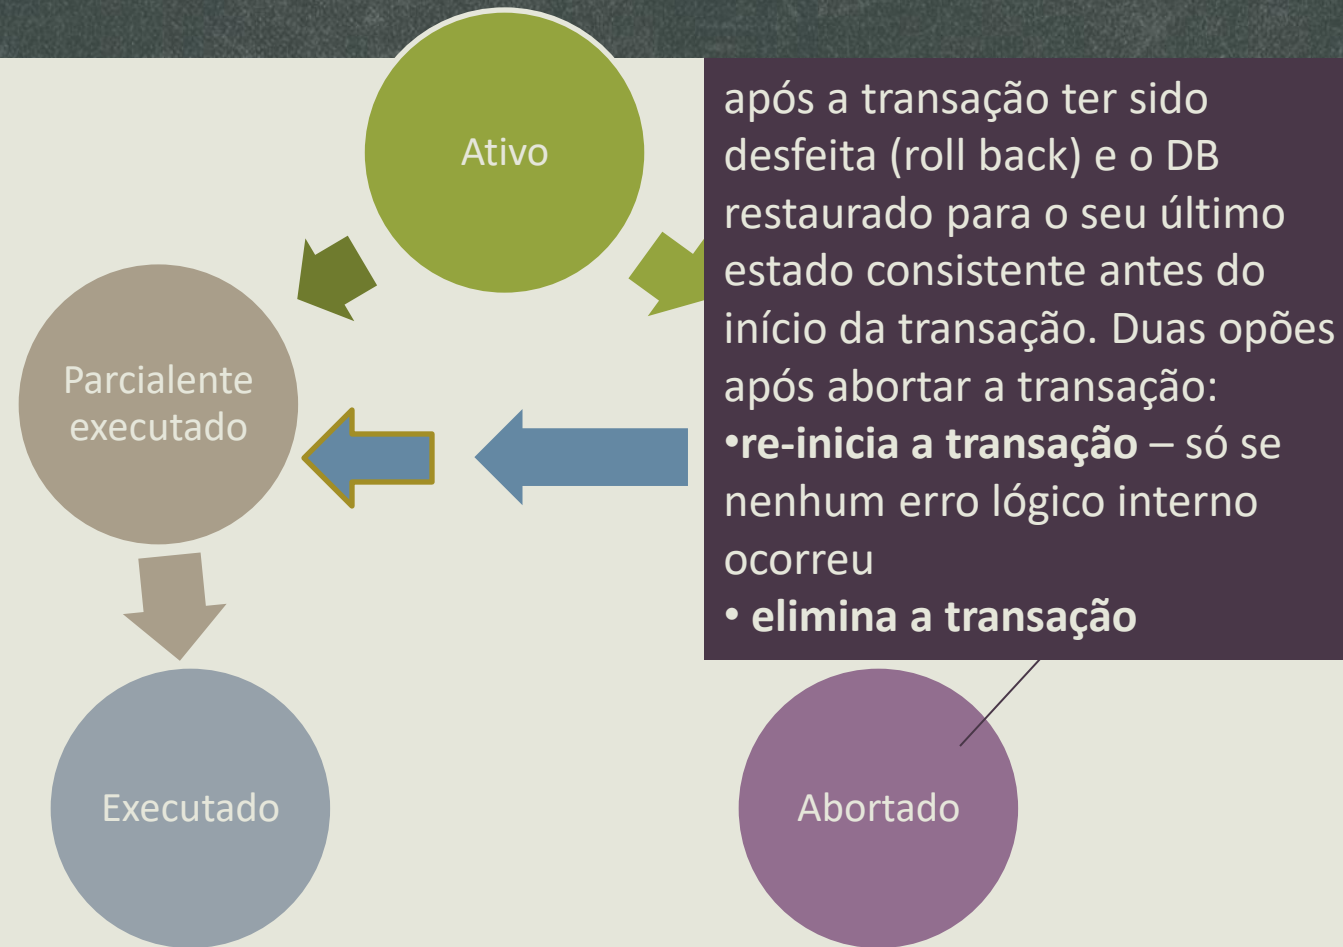 Ativo
após a transação ter sido
desfeita (roll back) e o DB
restaurado para o seu último
estado consistente antes do
início da transação. Duas opões
após abortar a transação:
•re-inicia a transação – só se
nenhum erro lógico interno
ocorreu
• elimina a transação
Parcialente
executado
Executado
Abortado